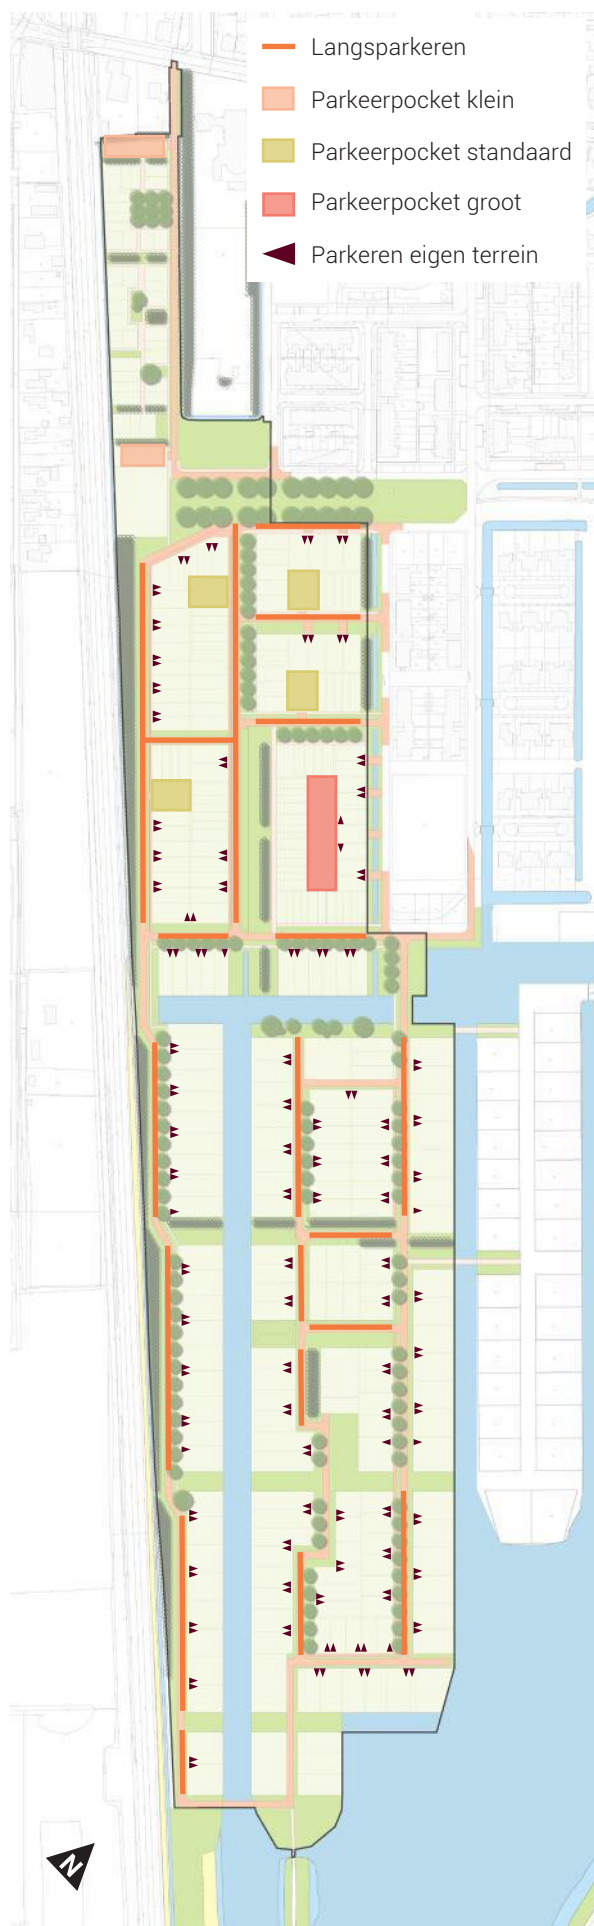 Langsparkeren
Parkeerpocket klein
Parkeerpocket standaard
Parkeerpocket groot
Parkeren eigen terrein
N